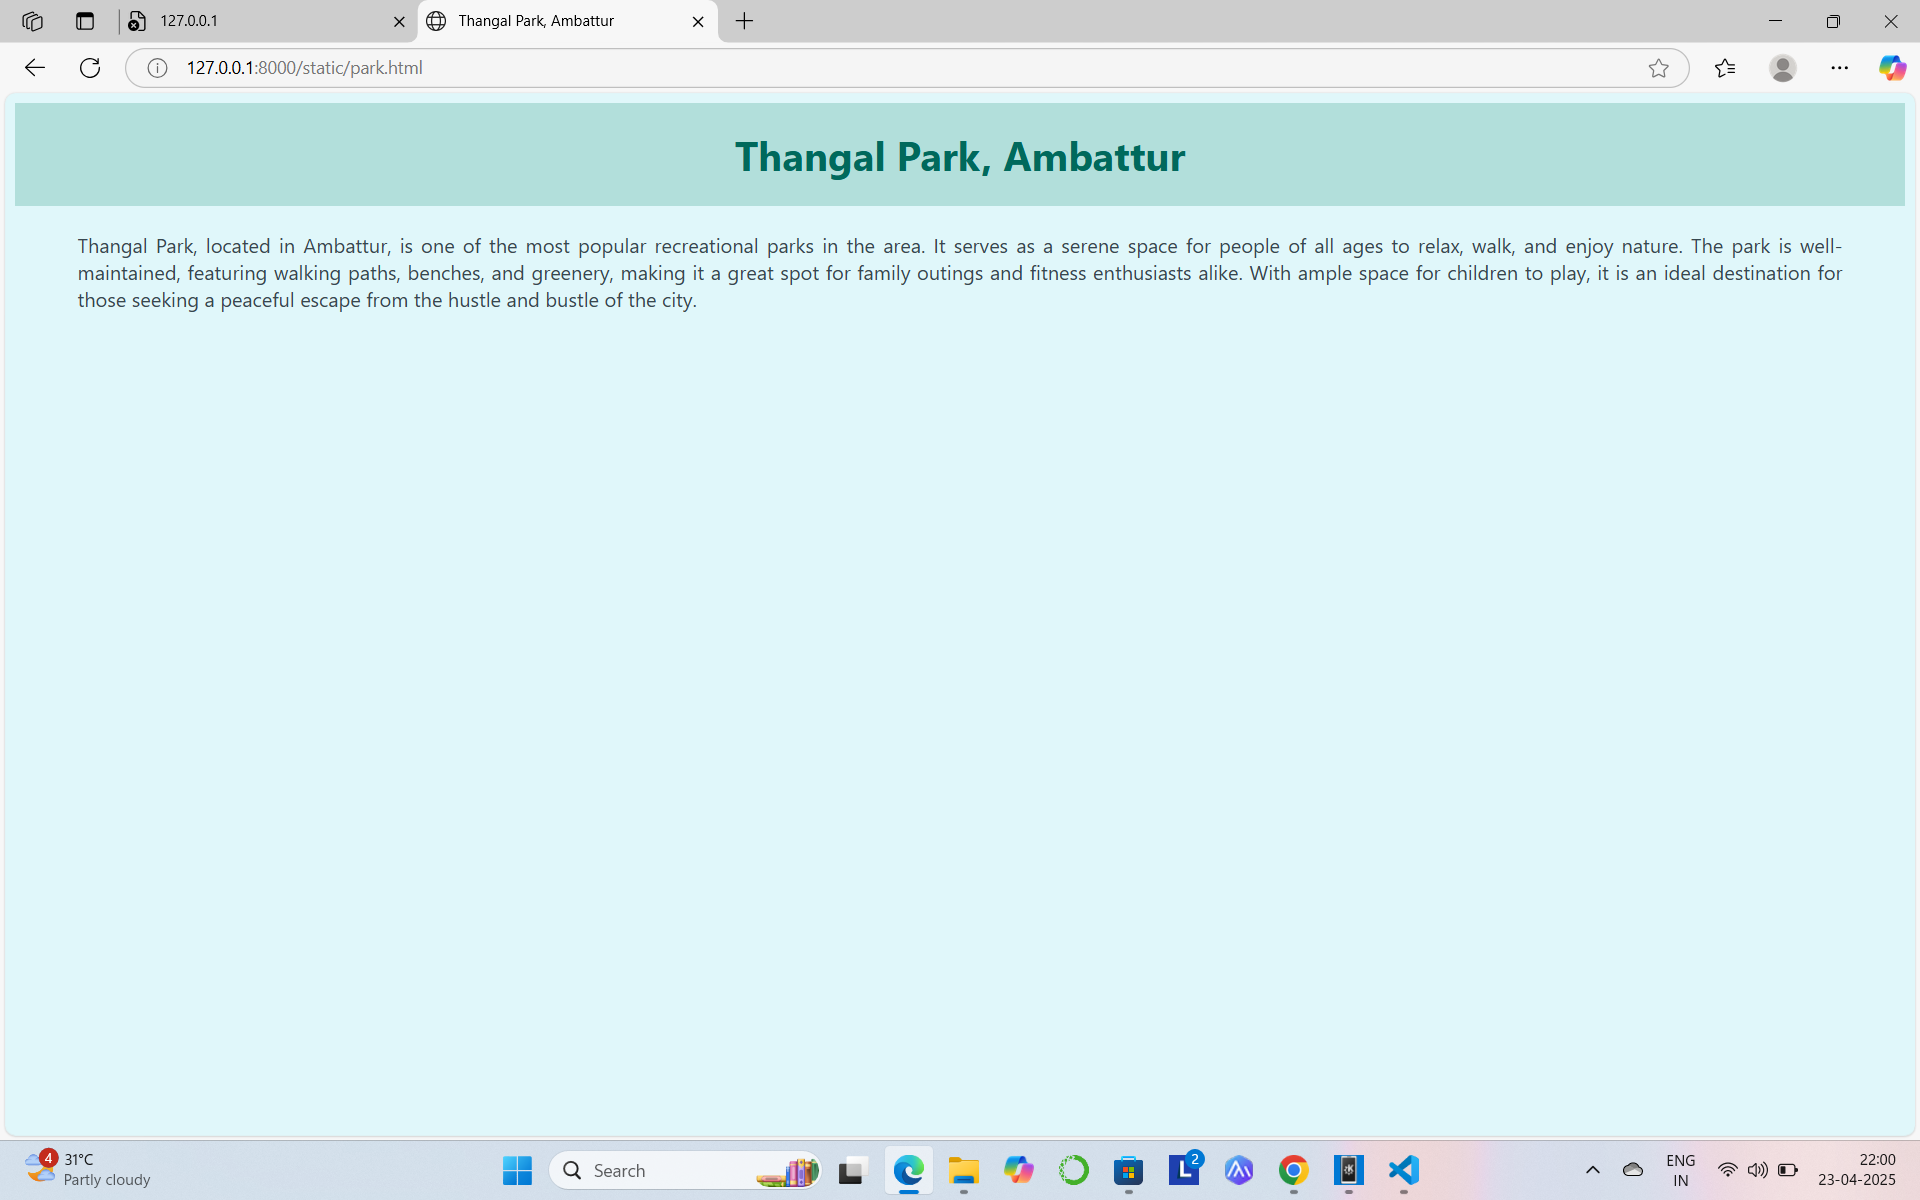 127.0.0.1
Thangal Park, Ambattur
127.0.0.1:8000/static/park.html
Thangal Park, Ambattur
Thangal Park, located in Ambattur, is one of the most popular recreational parks in the area. It serves as a serene space for people of all ages to relax, walk, and enjoy nature. The park is well-
maintained, featuring walking paths, benches, and greenery, making it a great spot for family outings and fitness enthusiasts alike. With ample space for children to play, it is an ideal destination for
those seeking a peaceful escape from the hustle and bustle of the city.
4
31°C
Partly cloudy
Search
L
2
ENG
IN
22:00
23-04-2025